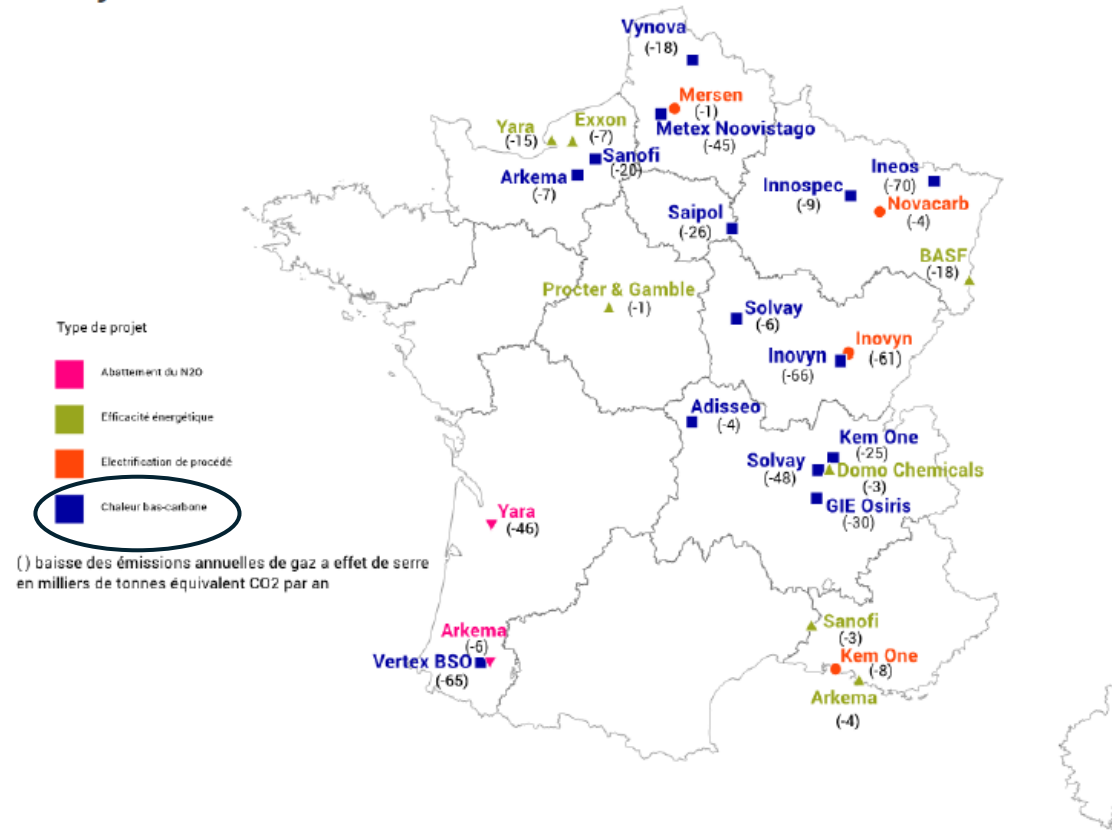 Vynova
(-18)
Mersen
(-1)
Metex Noovistago
(-45)
Yara
(-15)
Exxon
(-7)
Sanofi
(-20)
Arkema
(-7)
Ineos
(-70)
Innospec
(-9)
Novacarb
(-4)
Saipol
(-26)
BASF
(-18)
Procter & Gamble
(-1)
Solvay
(-6)
Inovyn
(-61)
Inovyn
(-66)
Type de projet
Abattement du N2O
Efficacité énergétique
Electrification de procédé
Chaleur bas-carbone
() baisse des émissions annuelles de gaz a effet de serre
en milliers de tonnes équivalent CO2 par an
Adisseo
(-4)
Kem One
(-25)
Solvay
(-48)
Domo Chemicals
(-3)
GIE Osiris
(-30)
Yara
(-46)
Arkema
(-6)
Vertex BSO
(-65)
Sanofi
(-3)
Kem One
(-8)
Arkema
(-4)